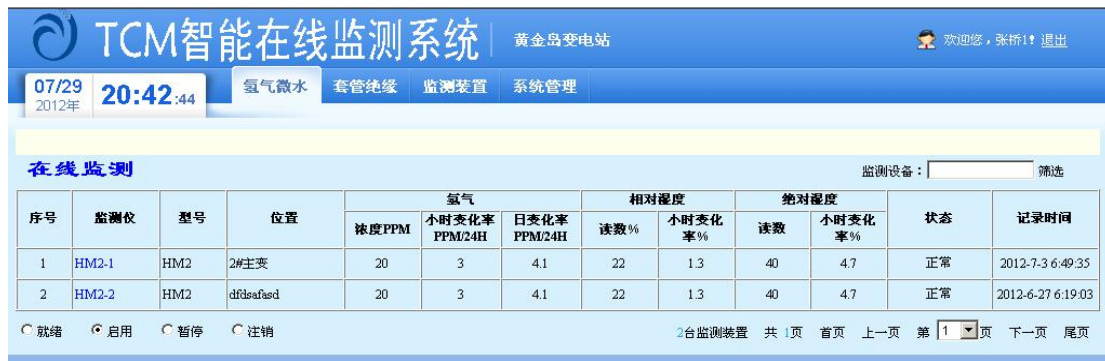 TCM智能在线监测系统 黄金岛变电站 欢迎您，张桥1! 退出
07/29 2012年 20:42:44 氢气微水 套管绝缘 监测装置 系统管理
在线监测 监测设备： 筛选
序号 监测仪 型号 位置 氢气 相对湿度 绝对湿度 状态 记录时间
浓度PPM 小时变化率PPM/24H 日变化率PPM/24H 读数% 小时变化率% 读数 小时变化率%
1 HM2-1 HM2 2#主变 20 3 4.1 22 1.3 40 4.7 正常 2012-7-3 6:49:35
2 HM2-2 HM2 dfdsafasd 20 3 4.1 22 1.3 40 4.7 正常 2012-6-27 6:19:03
就绪 启用 暂停 注销 2台监测装置 共 1页 首页 上一页 第 1 页 下一页 尾页